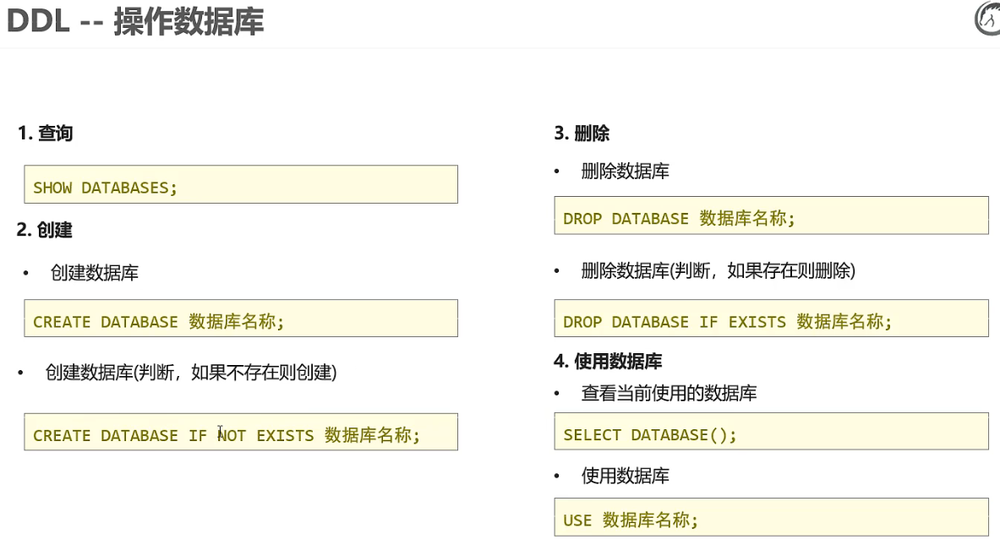 DDL -- 操作数据库
1. 查询
SHOW DATABASES;
2. 创建
• 创建数据库
CREATE DATABASE 数据库名称;
• 创建数据库(判断，如果不存在则创建)
CREATE DATABASE IF NOT EXISTS 数据库名称;
3. 删除
• 删除数据库
DROP DATABASE 数据库名称;
• 删除数据库(判断，如果存在则删除)
DROP DATABASE IF EXISTS 数据库名称;
4. 使用数据库
• 查看当前使用的数据库
SELECT DATABASE();
• 使用数据库
USE 数据库名称;